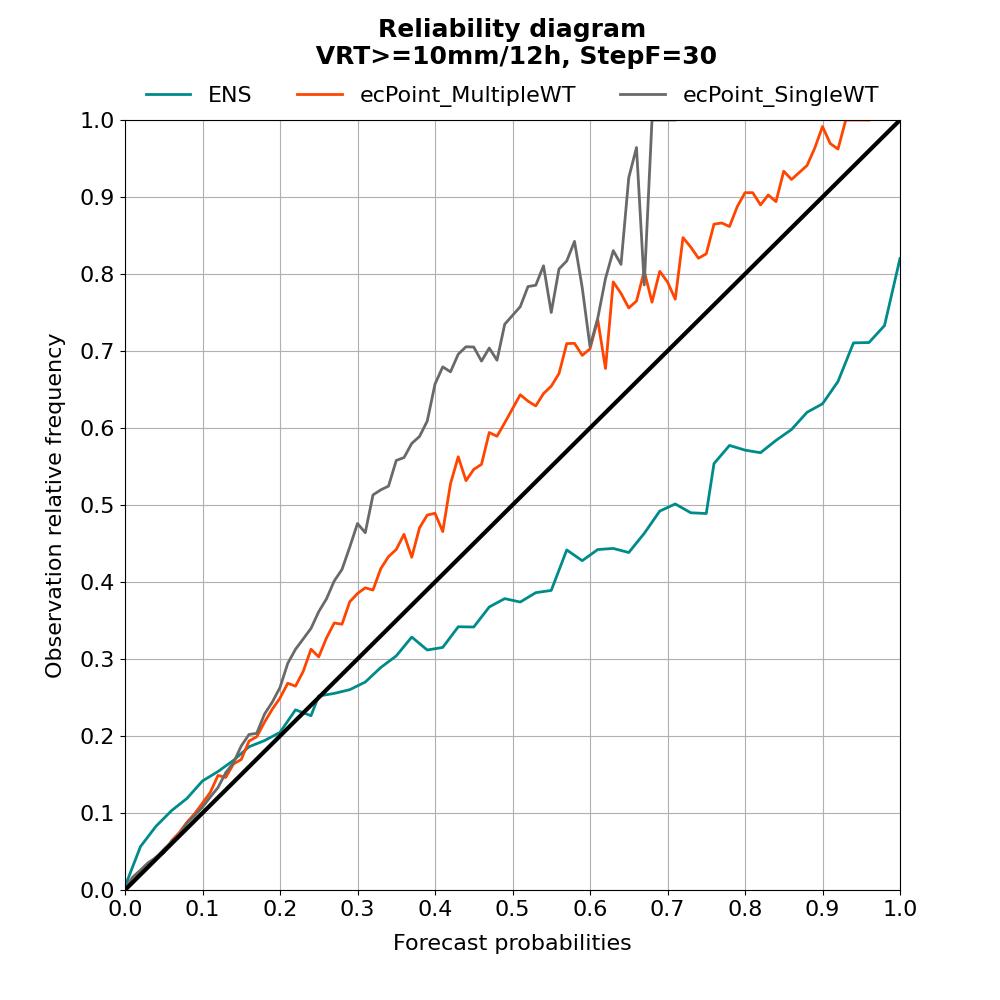 Reliability diagram
VRT>=10mm/12h, StepF=30
ENS ecPoint_MultipleWT ecPoint_SingleWT
1.0
0.9
0.8
0.7
0.6
0.5
0.4
0.3
0.2
0.1
0.0
Observation relative frequency
0.0 0.1 0.2 0.3 0.4 0.5 0.6 0.7 0.8 0.9 1.0
Forecast probabilities